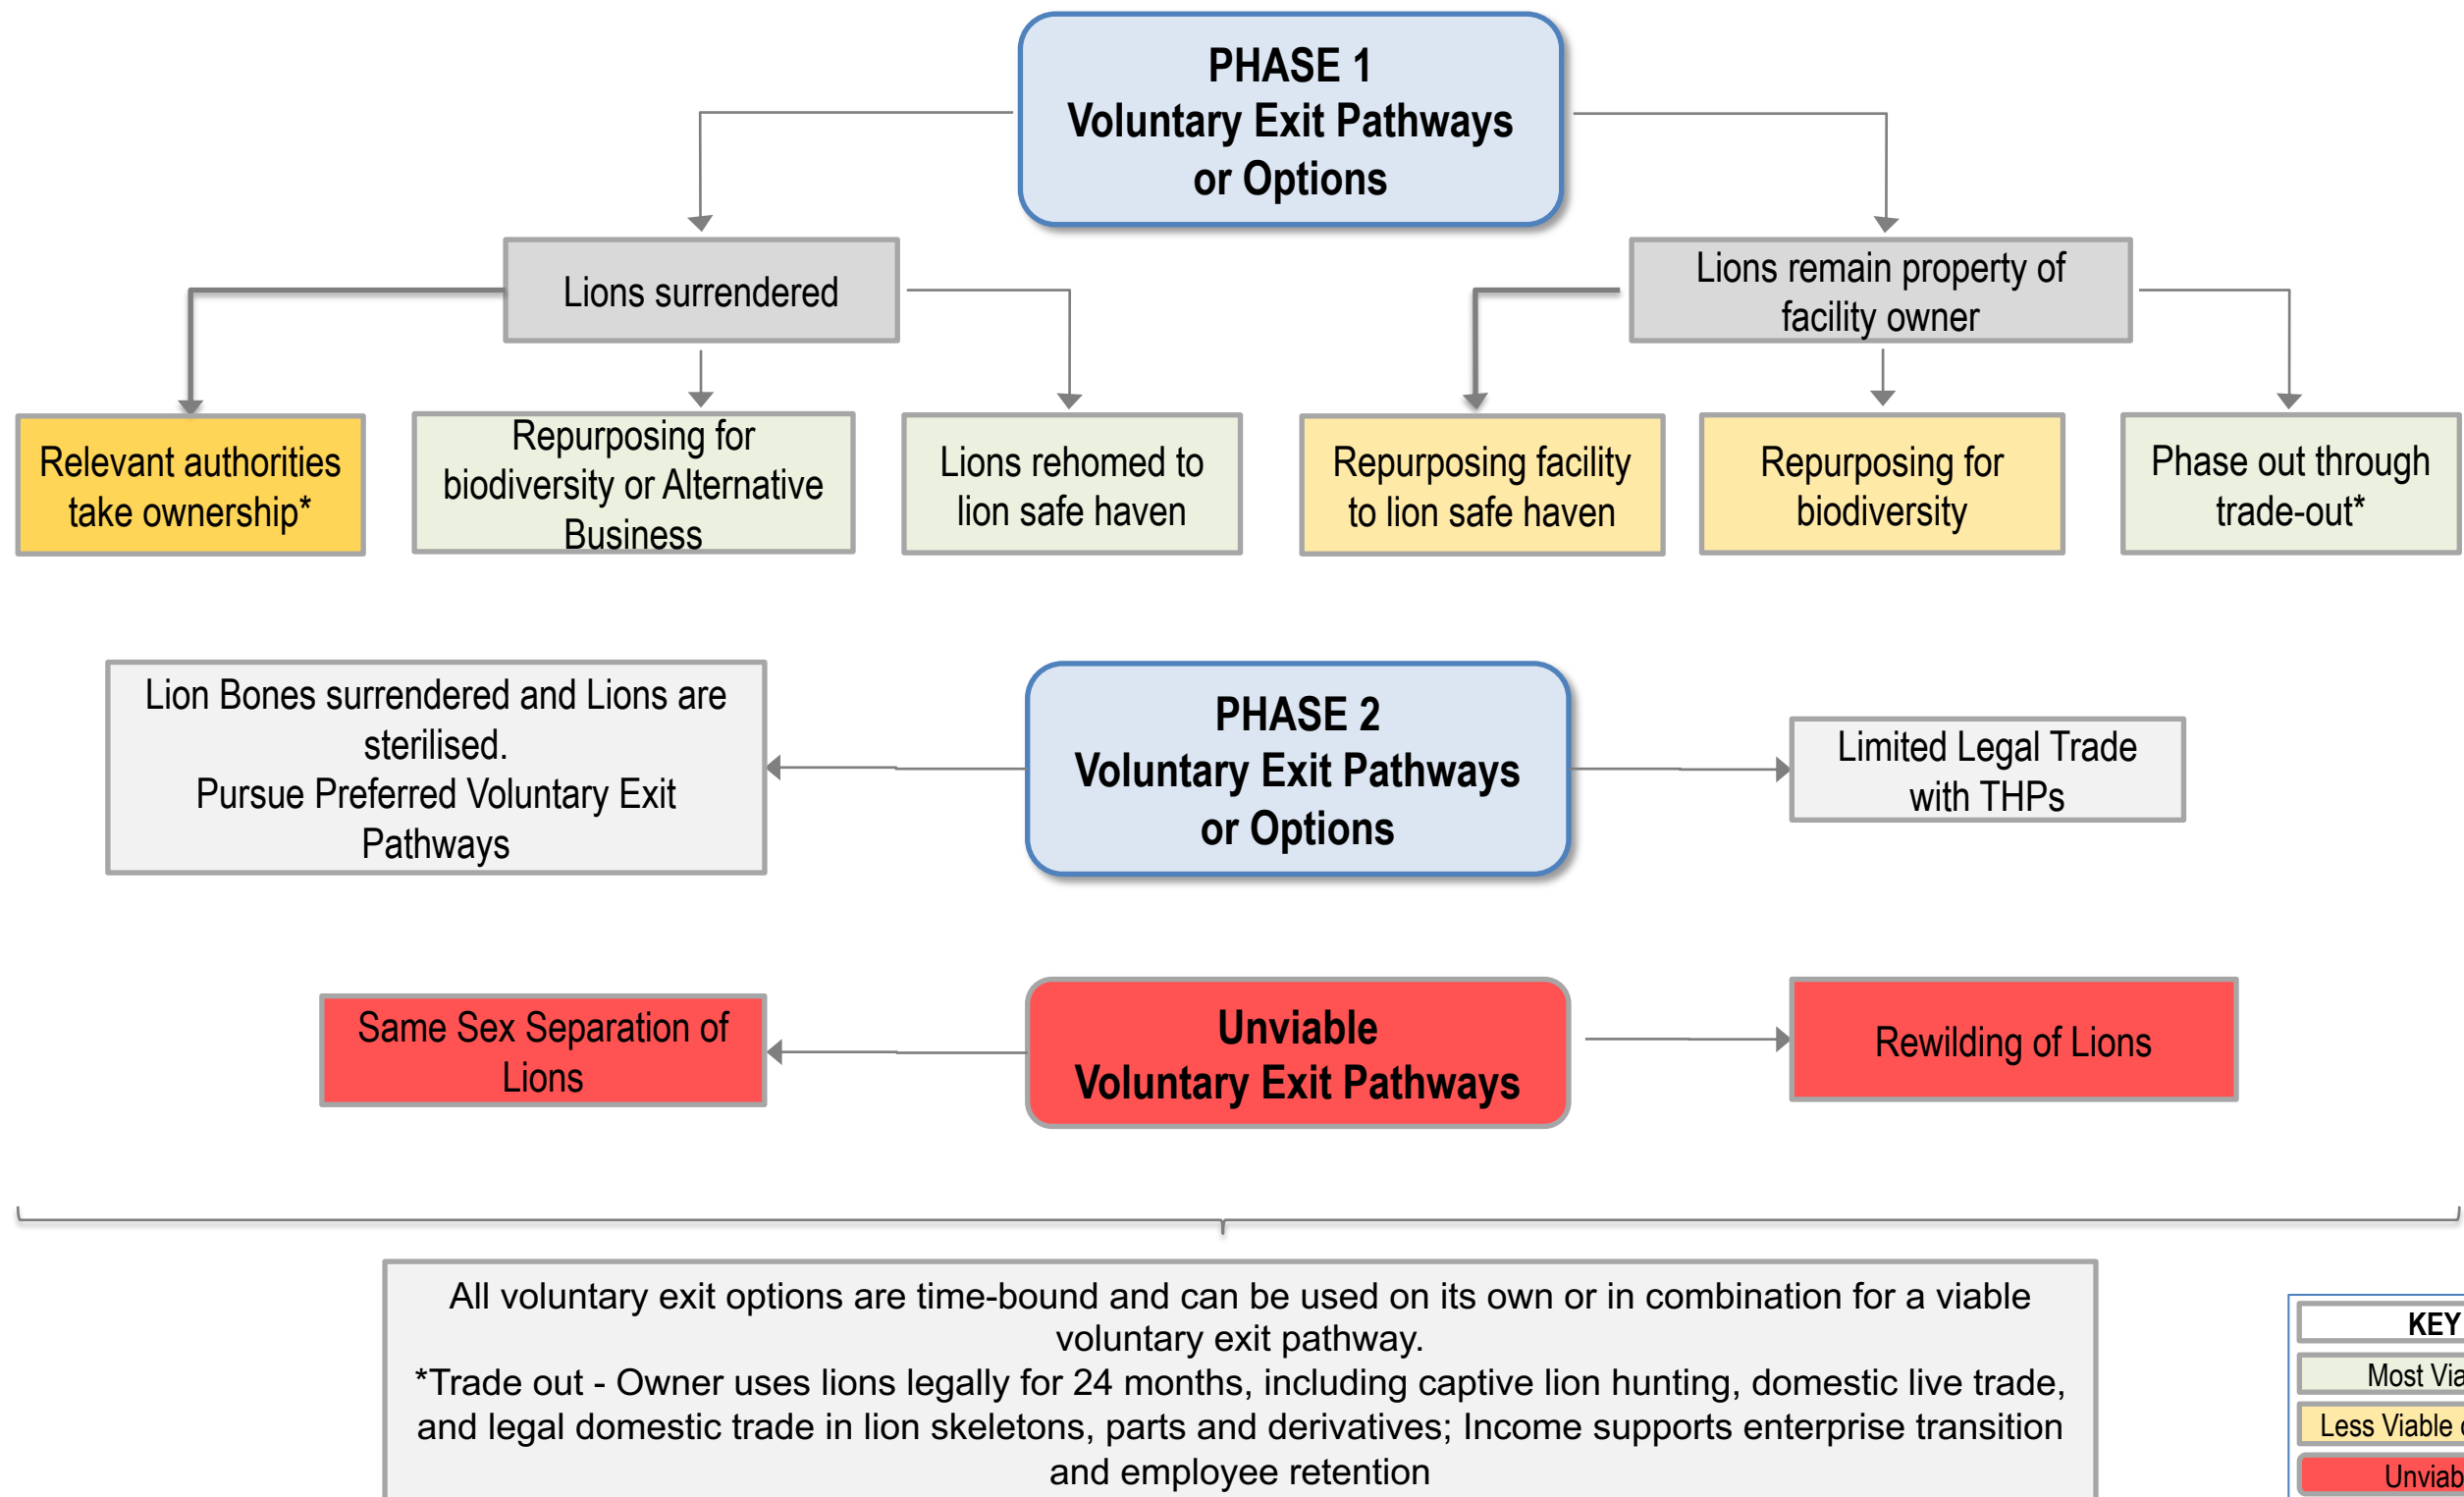 PHASE 1
Voluntary Exit Pathways
or Options
Lions surrendered
Lions remain property of
facility owner
Relevant authorities
take ownership*
Repurposing for
biodiversity or Alternative
Business
Lions rehomed to
lion safe haven
Repurposing facility
to lion safe haven
Repurposing for
biodiversity
Phase out through
trade-out*
Lion Bones surrendered and Lions are
sterilised.
Pursue Preferred Voluntary Exit
Pathways
PHASE 2
Voluntary Exit Pathways
or Options
Limited Legal Trade
with THPs
Same Sex Separation of
Lions
Unviable
Voluntary Exit Pathways
Rewilding of Lions
All voluntary exit options are time-bound and can be used on its own or in combination for a viable
voluntary exit pathway.
*Trade out - Owner uses lions legally for 24 months, including captive lion hunting, domestic live trade,
and legal domestic trade in lion skeletons, parts and derivatives; Income supports enterprise transition
and employee retention
KEY
Most
Less Viable